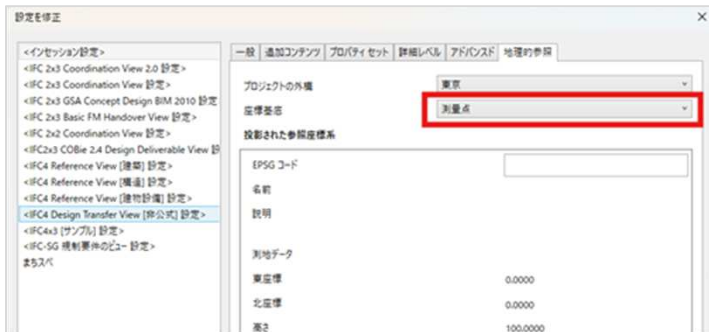 設定を修正
<インセッション設定>
<IFC 2x3 Coordination View 2.0 設定>
<IFC 2x3 Coordination View 設定>
<IFC 2x3 GSA Concept Design BIM 2010 設定
<IFC 2x3 Basic FM Handover View 設定>
<IFC 2x2 Coordination View 設定>
<IFC2x3 COBie 2.4 Design Deliverable View 設
<IFC4 Reference View [建築] 設定>
<IFC4 Reference View [構造] 設定>
<IFC4 Reference View [建物設備] 設定>
<IFC4 Design Transfer View [非公式] 設定>
<IFC4x3 [サンプル] 設定>
<IFC-SG 規制要件のビュー 設定>
まちスペ
一般 追加コンテンツ プロパティ セット 詳細レベル アドバンスド 地理的参照
プロジェクトの外構 東京
座標基底 測量点
投影された参照座標系
EPSG コード
名前
説明
測地データ
東座標 0.0000
北座標 0.0000
高さ 100.0000